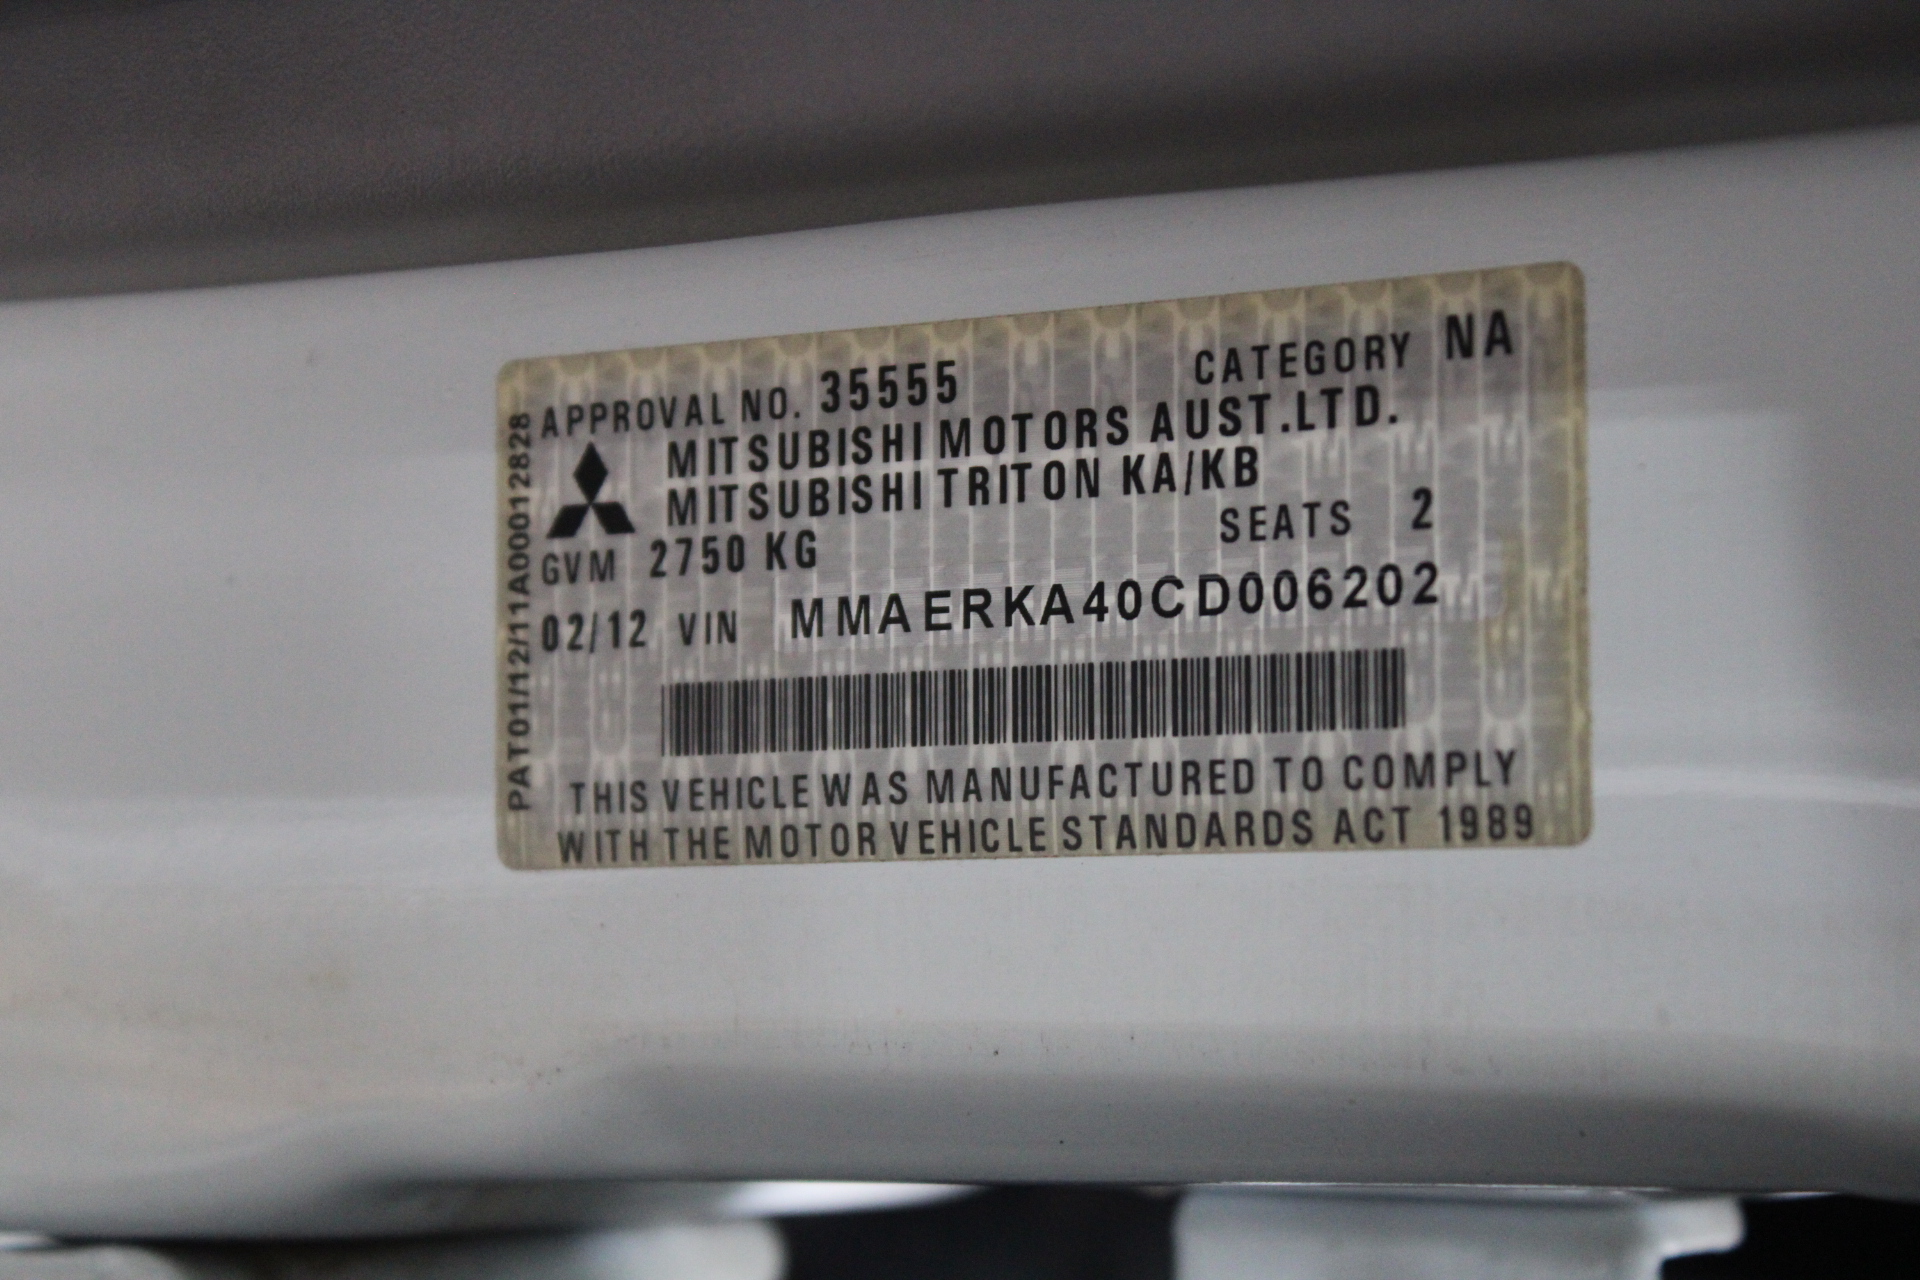 APPROVAL NO. 35555 CATEGORY NA
MITSUBISHI MOTORS AUST.LTD.
MITSUBISHI TRITON KA/KB
GVM 2750 KG SEATS 2
02/12 VIN MMAERKA40CD006202
THIS VEHICLE WAS MANUFACTURED TO COMPLY
WITH THE MOTOR VEHICLE STANDARDS ACT 1989
PAT01/12/11A00012828